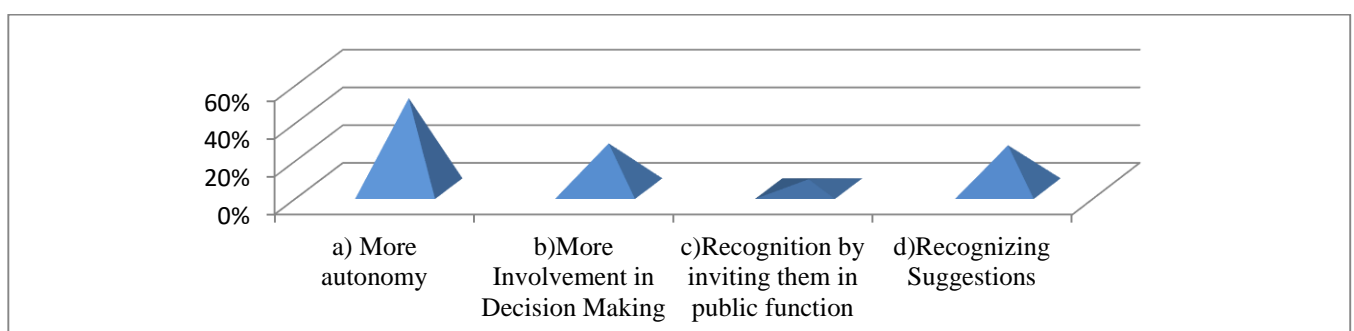 60%
40%
20%
0%
a) More
autonomy
b)More
Involvement in
Decision Making
c)Recognition by
inviting them in
public function
d)Recognizing
Suggestions